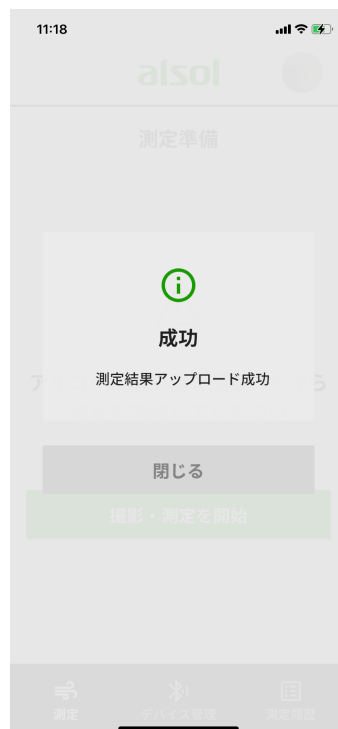 11:18
alsol
測定準備
成功
測定結果アップロード成功
ア
ら
閉じる
撮影・測定を開始
測定
デバイス管理
測定履歴